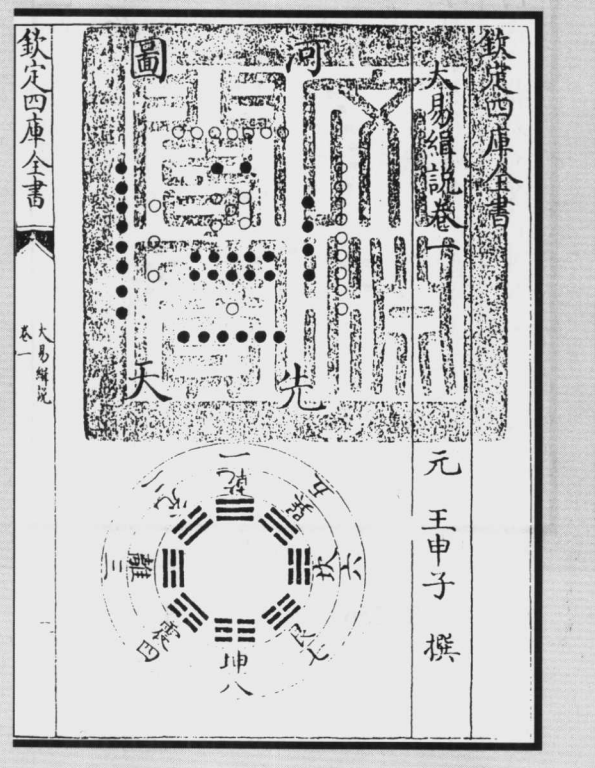 欽定四庫全書
大易緝說卷一
元 王申子 撰
河圖
先天
乾一
兌二
離三
震四
巽五
坎六
艮七
坤八
欽定四庫全書
大易緝說
卷一